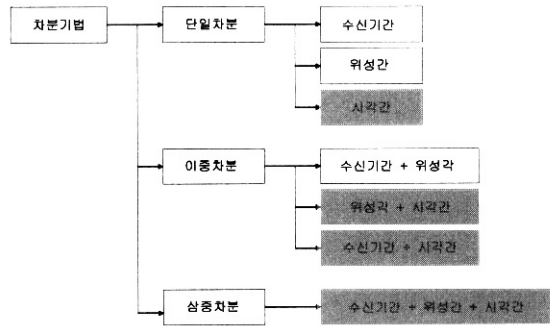 차분기법
단일차분
수신기간
위성간
시각간
이중차분
수신기간 + 위성각
위성각 + 시각간
수신기간 + 시각간
삼중차분
수신기간 + 위성간 + 시각간